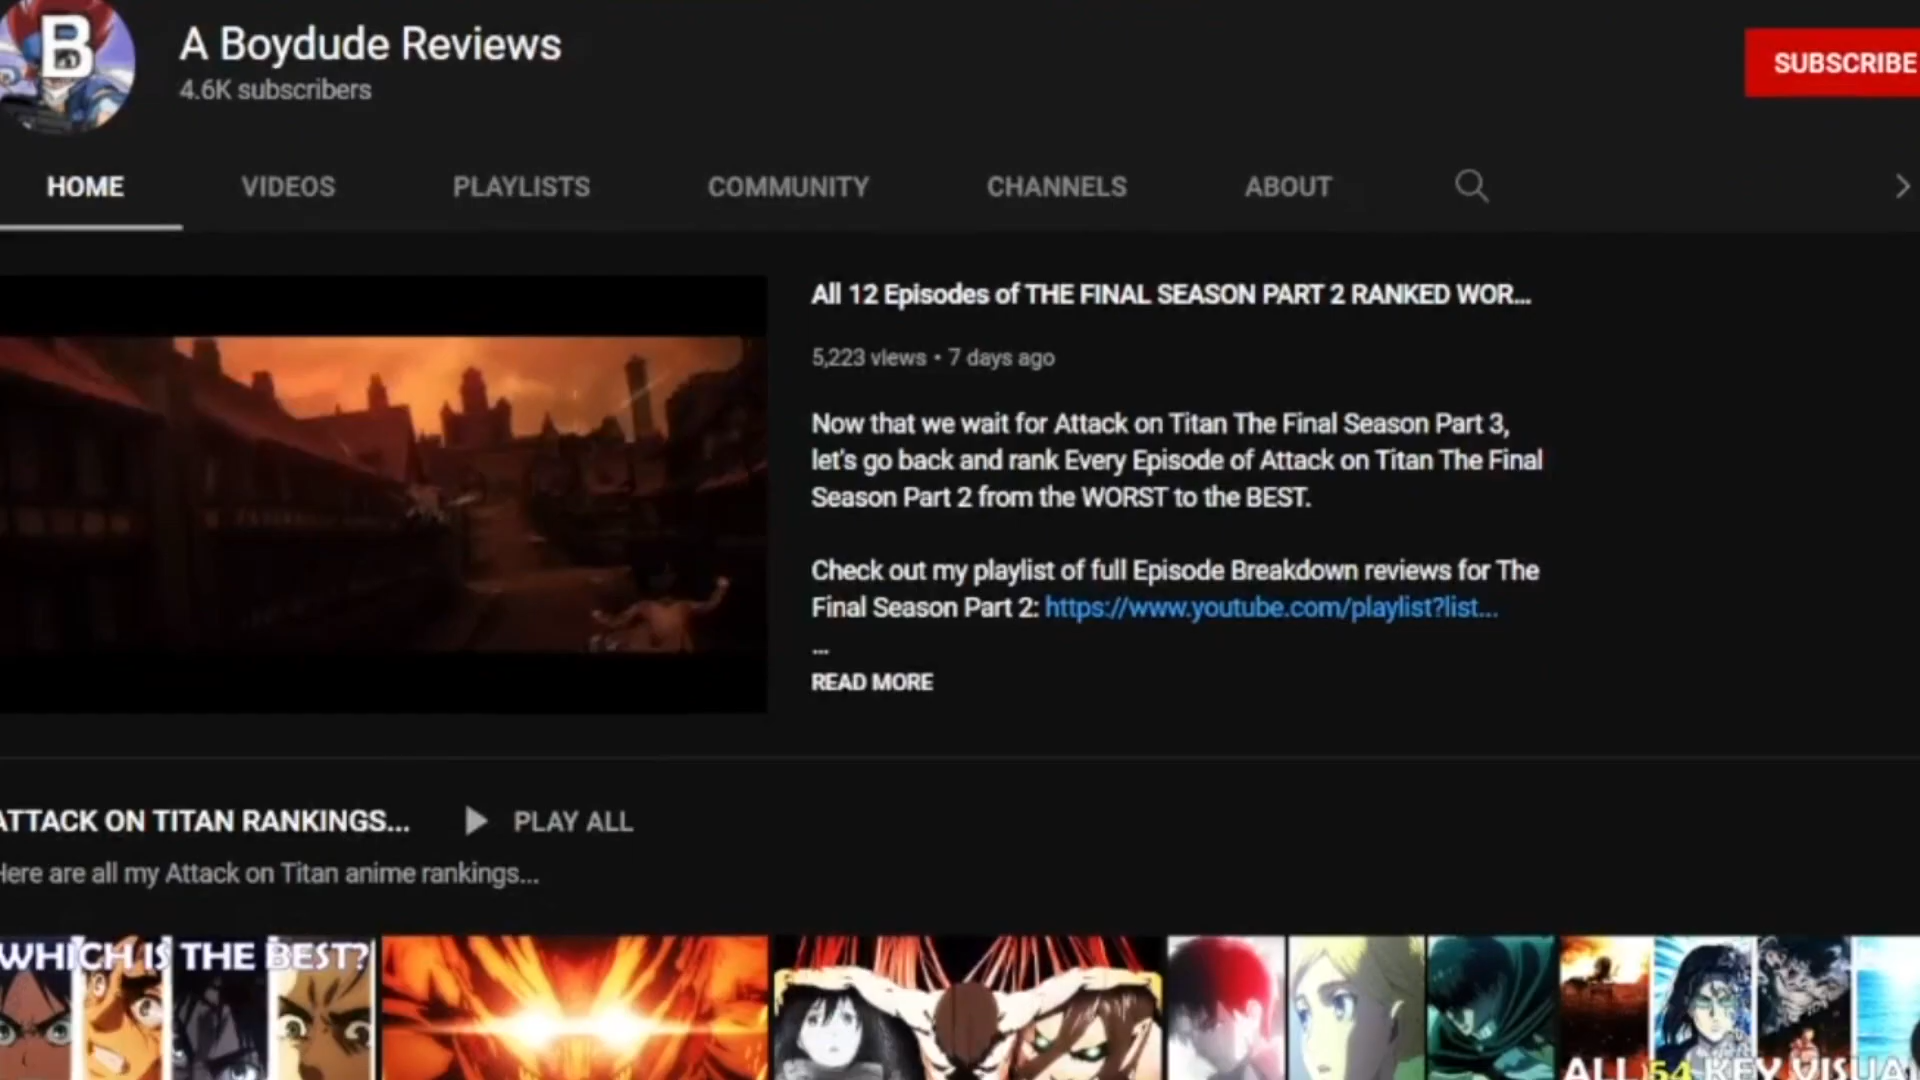 B
A Boydude Reviews
4.6K subscribers
SUBSCRIBE
HOME VIDEOS PLAYLISTS COMMUNITY CHANNELS ABOUT
All 12 Episodes of THE FINAL SEASON PART 2 RANKED WOR...
5,223 views • 7 days ago
Now that we wait for Attack on Titan The Final Season Part 3,
let's go back and rank Every Episode of Attack on Titan The Final
Season Part 2 from the WORST to the BEST.
Check out my playlist of full Episode Breakdown reviews for The
Final Season Part 2: https://www.youtube.com/playlist?list...
...
READ MORE
ATTACK ON TITAN RANKINGS...
PLAY ALL
Here are all my Attack on Titan anime rankings...
WHICH IS THE BEST?
ALL 54 KEY VISUA